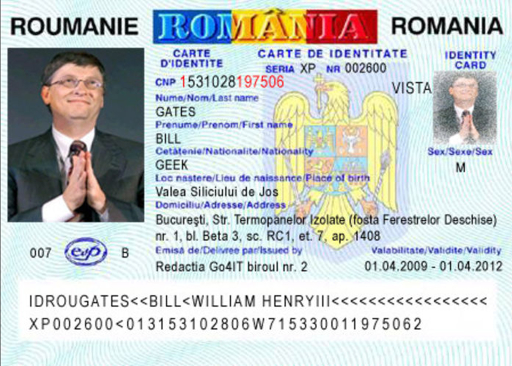 ROUMANIE ROMÂNIA ROMANIA
CARTE D'IDENTITE
CARTE DE IDENTITATE
IDENTITY CARD
SERIA XP NR 002600
CNP 1531028197506
VISTA
Nume/Nom/Last name
GATES
Prenume/Prenom/First name
BILL
Cetăţenie/Nationalite/Nationality
GEEK
Sex/Sexe/Sex
M
Loc nastere/Lieu de naissance/Place of birth
Valea Siliciului de Jos
Domiciliu/Adresse/Address
Bucureşti, Str. Termopanelor Izolate (fosta Ferestrelor Deschise)
nr. 1, bl. Beta 3, sc. RC1, et. 7, ap. 1408
007 B
Emisă de/Delivree par/Issued by
Valabilitate/Validite/Validity
Redactia Go4IT biroul nr. 2
01.04.2009 - 01.04.2012
IDROUGATES<<BILL<WILLIAM HENRYIII<<<<<<<<<<<<<<<<<<
XP002600<013153102806W715330011975062